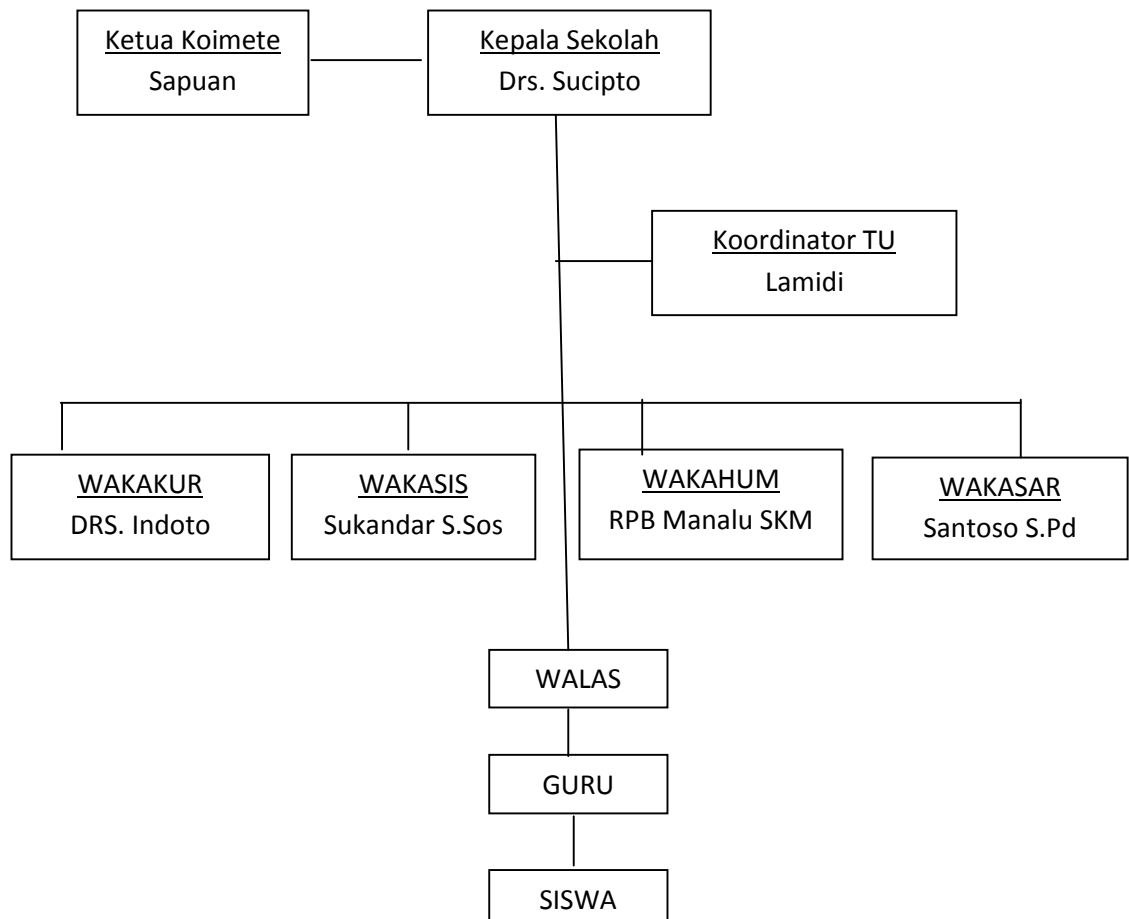 Ketua Koimete
Sapuan
Kepala Sekolah
Drs. Sucipto
Koordinator TU
Lamidi
WAKAKUR
DRS. Indoto
WAKASIS
Sukandar S.Sos
WAKAHUM
RPB Manalu SKM
WAKASAR
Santoso S.Pd
WALAS
GURU
SISWA